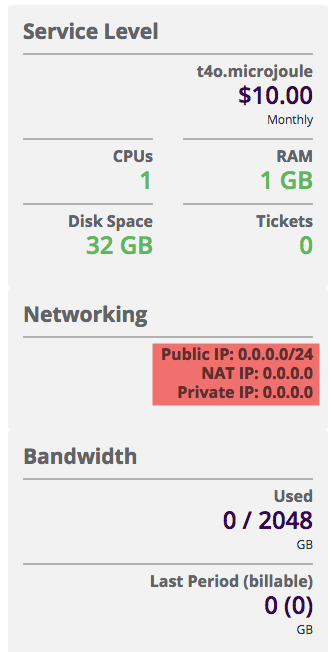 Service Level
t4o.microjoule
$10.00
Monthly
CPUs
1
RAM
1 GB
Disk Space
32 GB
Tickets
0
Networking
Public IP: 0.0.0.0/24
NAT IP: 0.0.0.0
Private IP: 0.0.0.0
Bandwidth
Used
0 / 2048
GB
Last Period (billable)
0 (0)
GB